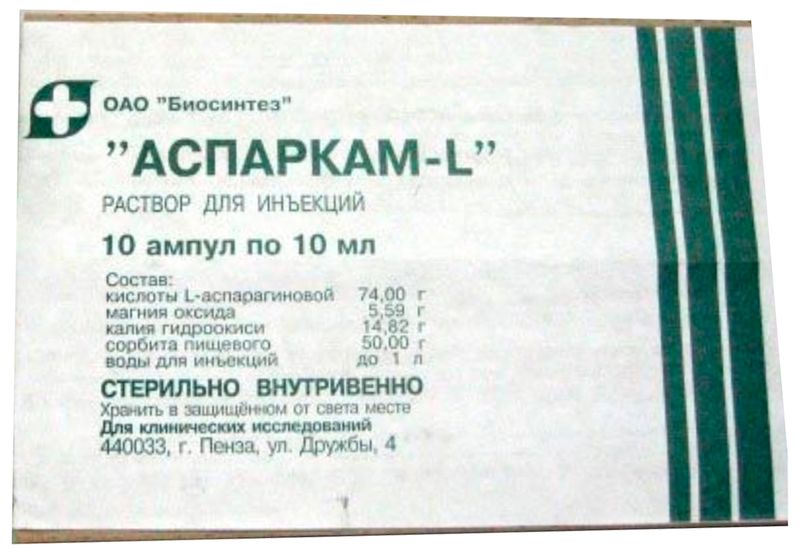 ОАО "Биосинтез"
"АСПАРКАМ-L"
РАСТВОР ДЛЯ ИНЪЕКЦИЙ
10 ампул по 10 мл
Состав:
кислоты L-аспарагиновой 74,00 г
магния оксида 5,59 г
калия гидроокиси 14,82 г
сорбита пищевого 50,00 г
воды для инъекций до 1 л
СТЕРИЛЬНО ВНУТРИВЕННО
Хранить в защищённом от света месте
Для клинических исследований
440033, г. Пенза, ул. Дружбы, 4